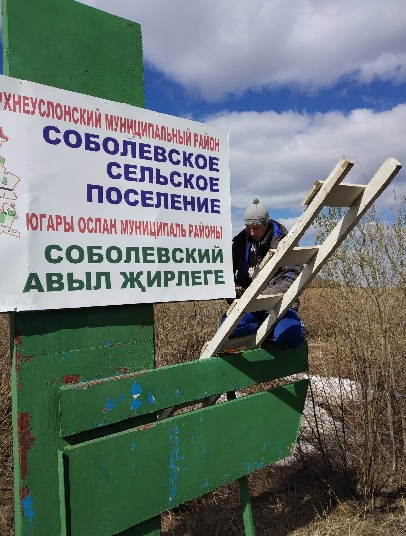 РХНЕУСЛОНСКИЙ МУНИЦИПАЛЬНЫЙ РАЙОН
СОБОЛЕВСКОЕ
СЕЛЬСКОЕ
ПОСЕЛЕНИЕ
ЮГАРЫ ОСЛАН МУНИЦИПАЛЬ РАЙОНЫ
СОБОЛЕВСКИЙ
АВЫЛ ҖИРЛЕГЕ